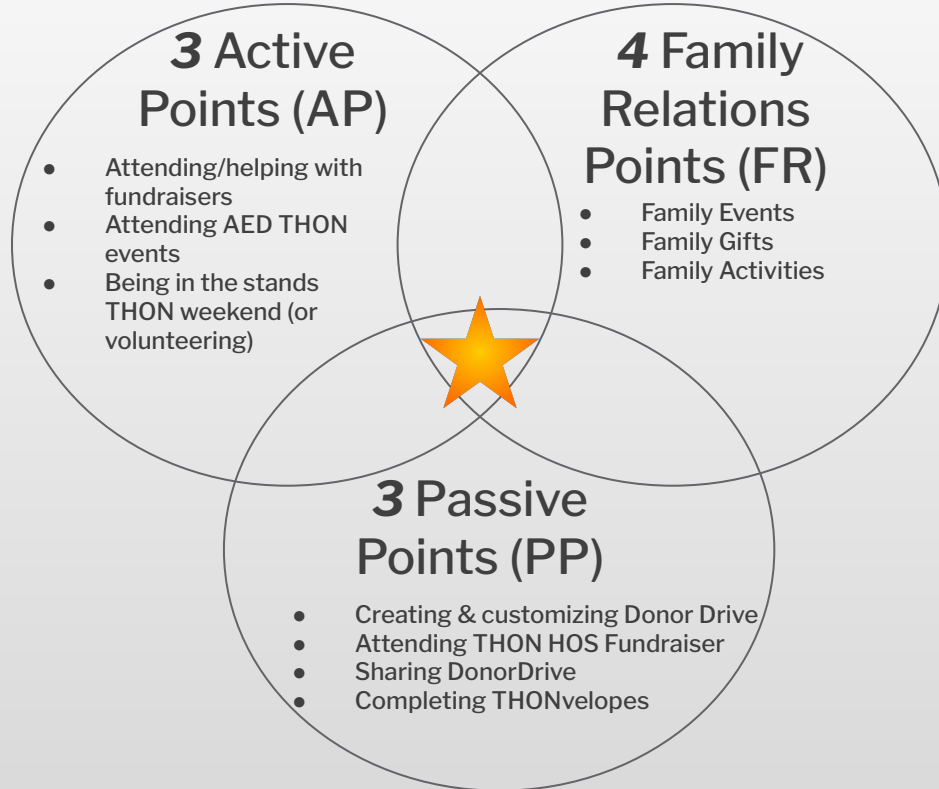 3 Active
Points (AP)
● Attending/helping with
fundraisers
● Attending AED THON
events
● Being in the stands
THON weekend (or
volunteering)
4 Family
Relations
Points (FR)
● Family Events
● Family Gifts
● Family Activities
3 Passive
Points (PP)
● Creating & customizing Donor Drive
● Attending THON HOS Fundraiser
● Sharing DonorDrive
● Completing THONvelopes